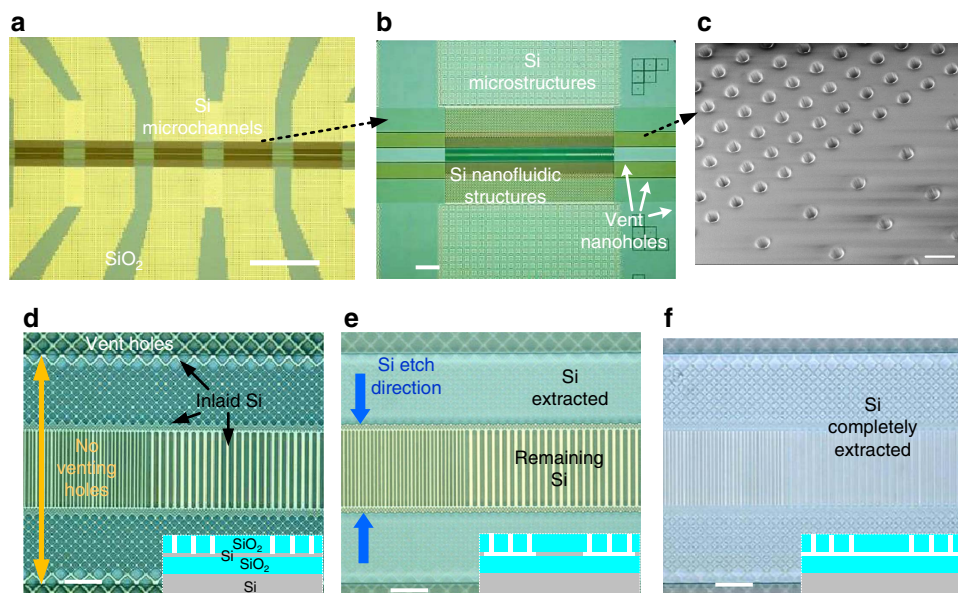 a
Si
microchannels
SiO2
b
Si
microstructures
Si nanofluidic
structures
Vent
nanoholes
c
d
Vent holes
Inlaid Si
No
venting
holes
SiO2
Si
SiO2
Si
e
Si etch
direction
Si
extracted
Remaining
Si
f
Si
completely
extracted